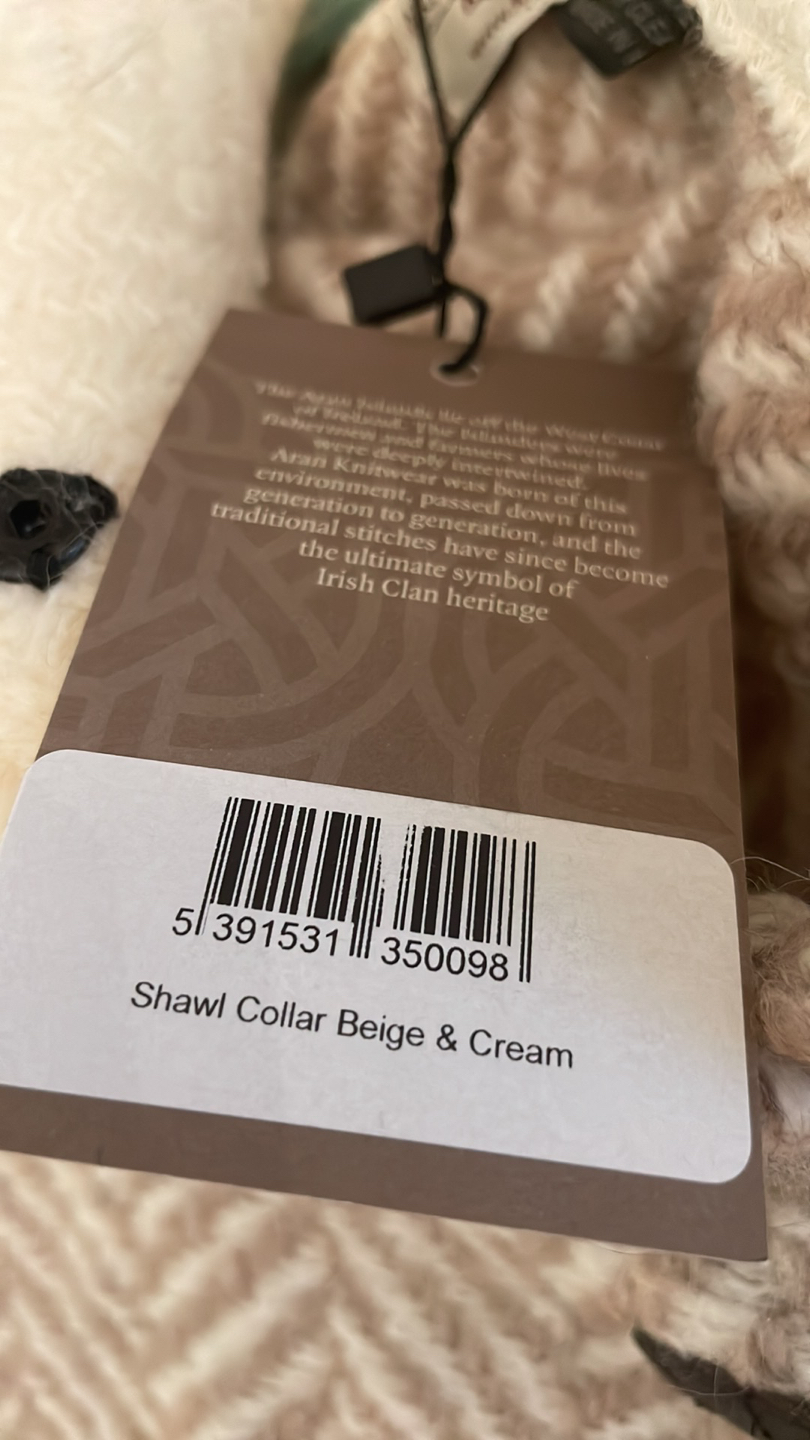 MADE IN
The Aran Islands lie off the West Coast
of Ireland. The Islanders were
fishermen and farmers whose lives
were deeply intertwined.
Aran Knitwear was born of this
environment, passed down from
generation to generation, and the
traditional stitches have since become
the ultimate symbol of
Irish Clan heritage
5 391531 350098
Shawl Collar Beige & Cream